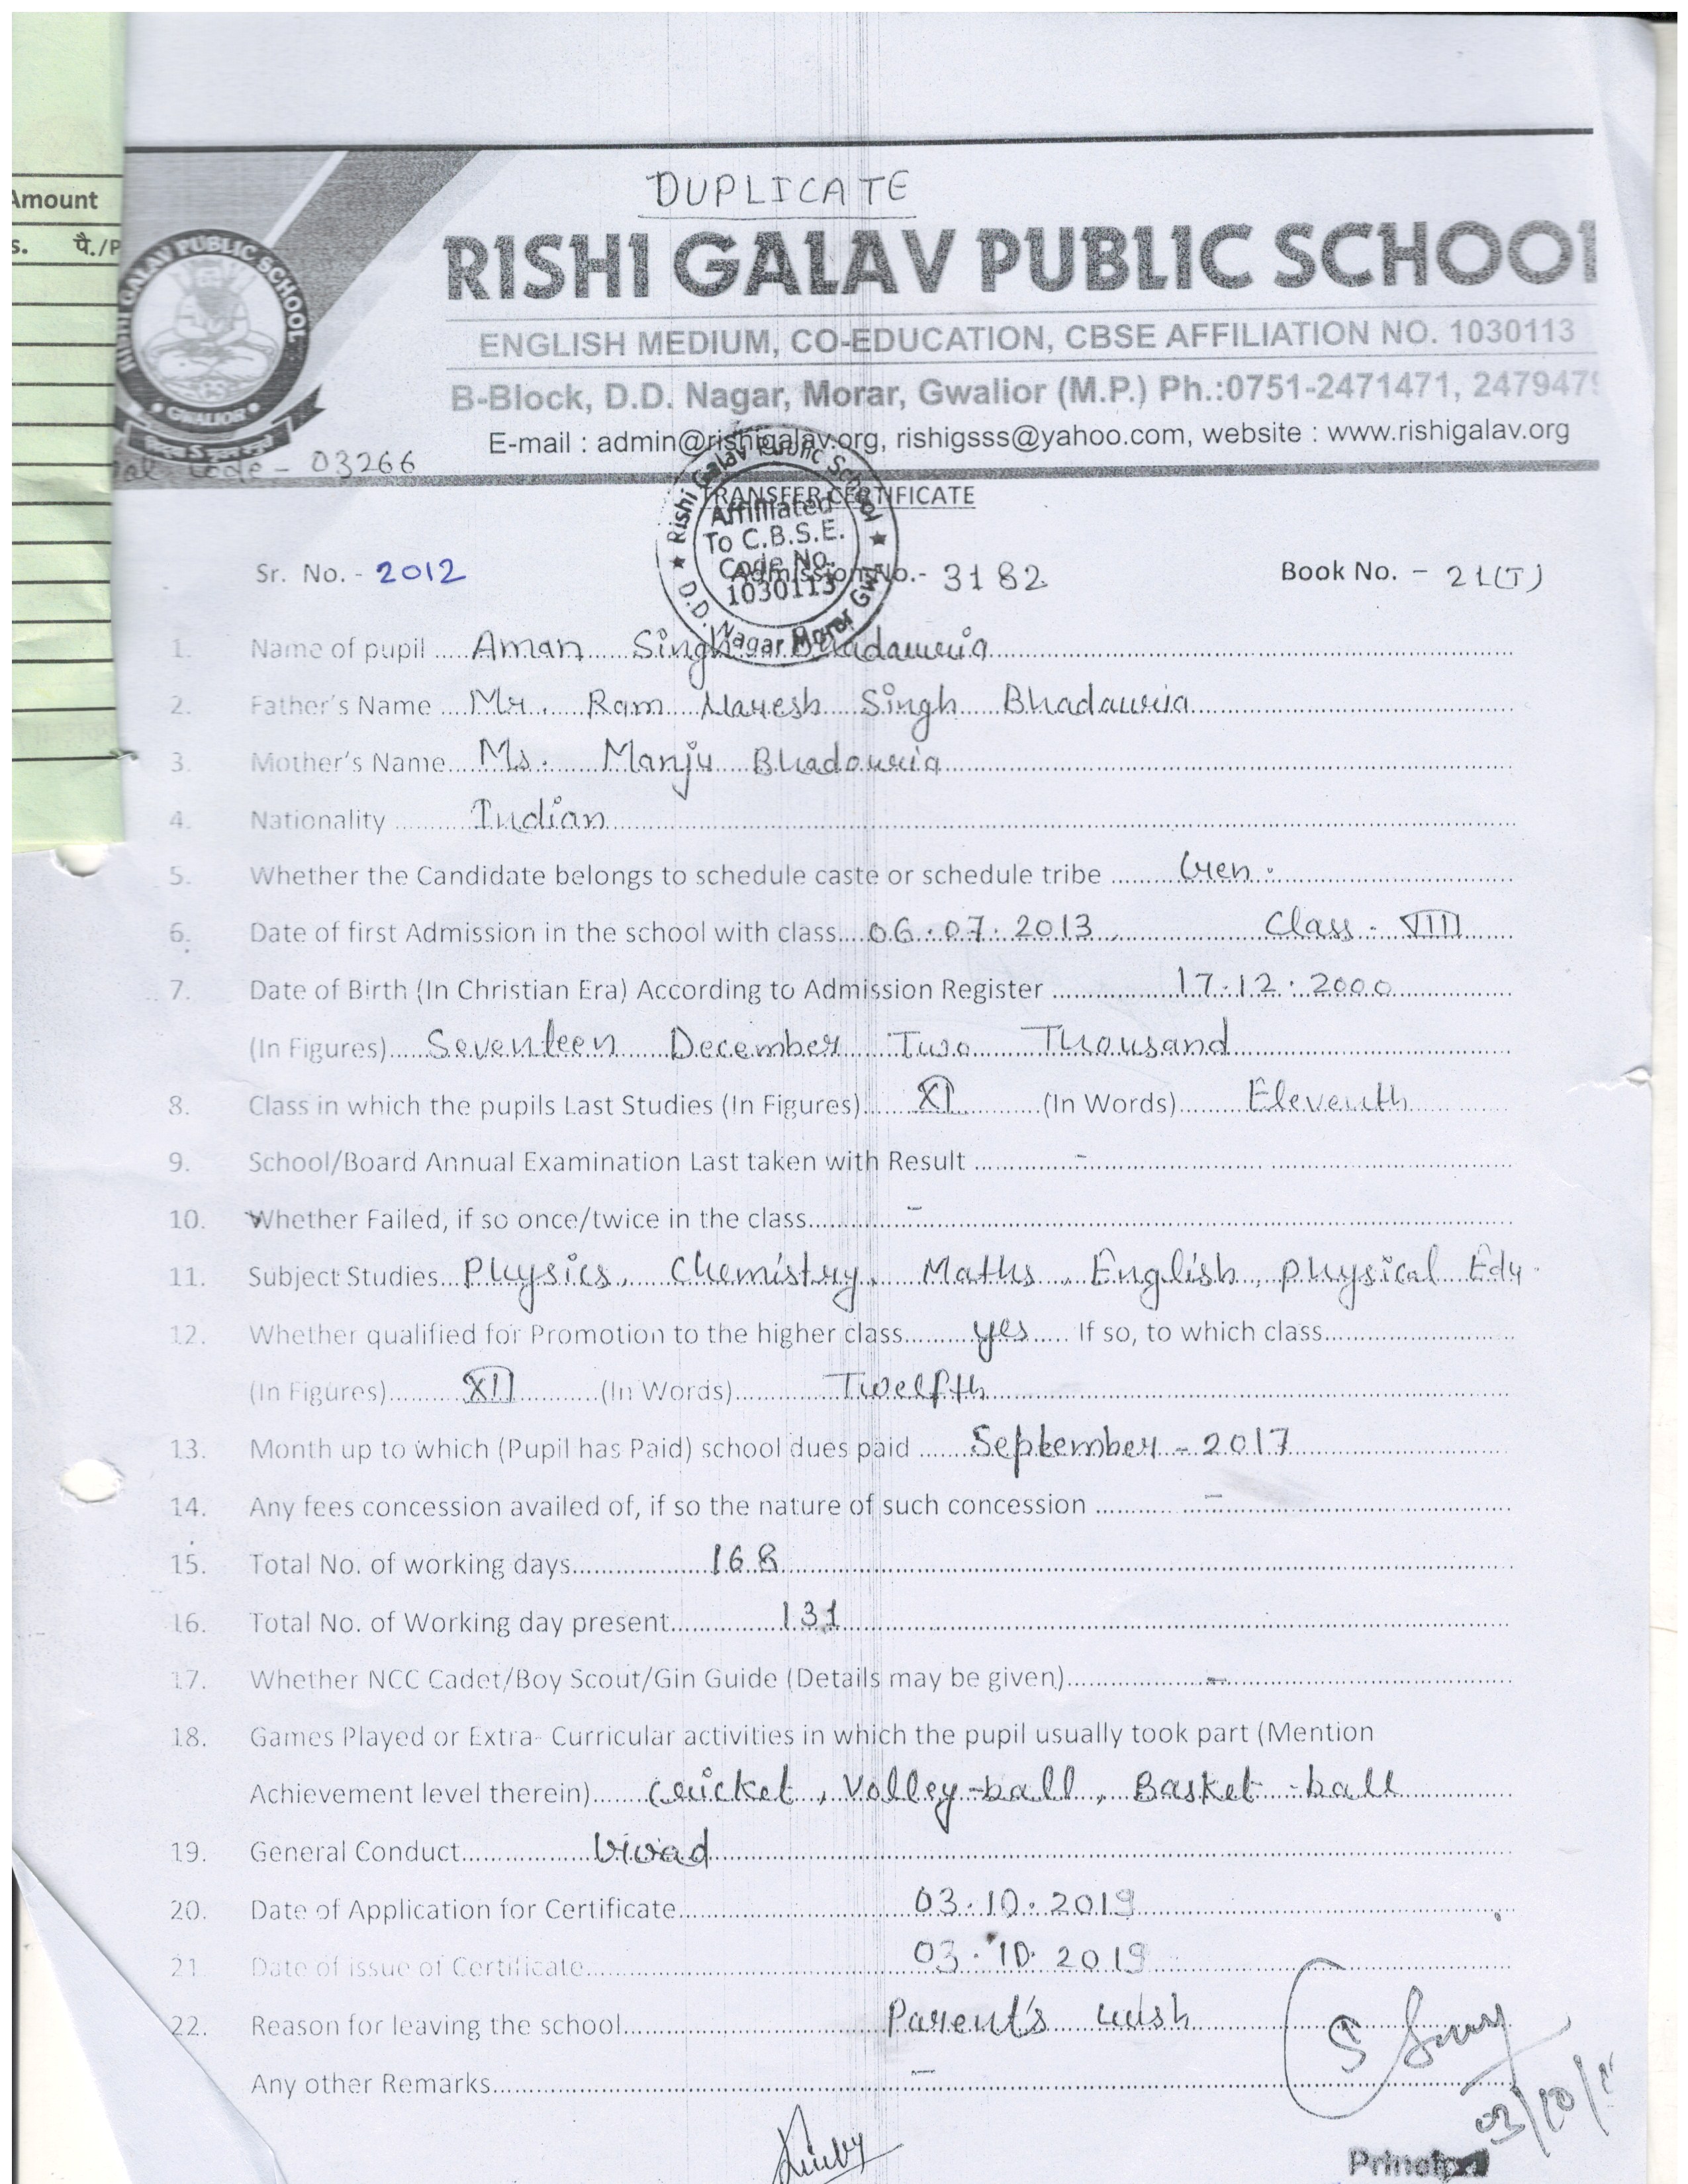 Amount
s. पै./P
DUPLICATE
RISHI GALAV PUBLIC SCHOOL
RISHI GALAV PUBLIC SCHOOL
GWALIOR
ENGLISH MEDIUM, CO-EDUCATION, CBSE AFFILIATION NO. 1030113
B-Block, D.D. Nagar, Morar, Gwalior (M.P.) Ph.:0751-2471471, 2479479
E-mail : admin@rishigalav.org, rishigsss@yahoo.com, website : www.rishigalav.org
Code - 03266
TRANSFER CERTIFICATE
Rishi Galav Public School
Affiliated
To C.B.S.E.
Code No.
1030113
D.D. Nagar Morar Gwl
Sr. No. - 2012 Admission No.- 3182 Book No. - 21(T)
1. Name of pupil Aman Singh Bhadauria
2. Father's Name Mr. Ram Naresh Singh Bhadauria
3. Mother's Name Ms. Manju Bhadouria
4. Nationality Indian
5. Whether the Candidate belongs to schedule caste or schedule tribe Gen.
6. Date of first Admission in the school with class 06.07.2013 Class - VIII
7. Date of Birth (In Christian Era) According to Admission Register 17.12.2000
(In Figures) Seventeen December Two Thousand
8. Class in which the pupils Last Studies (In Figures) XI (In Words) Eleventh
9. School/Board Annual Examination Last taken with Result -
10. Whether Failed, if so once/twice in the class -
11. Subject Studies Physics, Chemistry, Maths, English, physical Edu.
12. Whether qualified for Promotion to the higher class yes If so, to which class
(In Figures) XII (In Words) Twelfth
13. Month up to which (Pupil has Paid) school dues paid September - 2017
14. Any fees concession availed of, if so the nature of such concession -
15. Total No. of working days 168
16. Total No. of Working day present 131
17. Whether NCC Cadet/Boy Scout/Gin Guide (Details may be given) -
18. Games Played or Extra- Curricular activities in which the pupil usually took part (Mention
Achievement level therein) Cricket, Volley-ball, Basket-ball
19. General Conduct Good
20. Date of Application for Certificate 03.10.2019
21 Date of issue of Certificate 03.10.2019
22. Reason for leaving the school Parent's wish
Any other Remarks -
03/10/
Principal